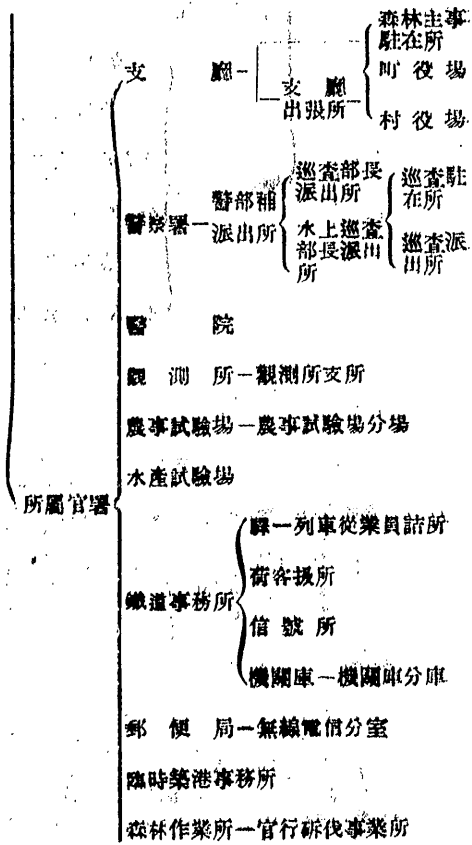 森林主事
駐在所
支廳
町役場
支廳
出張所
村役場
巡査部長
派出所
巡査駐
在所
警察署
警部補
派出所
水上巡査
部長派出
所
巡査派
出所
醫院
觀測所 觀測所支所
農事試驗場 農事試驗場分場
水產試驗場
所屬官署
驛 列車從業員詰所
鐵道事務所
荷客扱所
信號所
機關庫 機關庫分庫
郵便局 無線電信分室
臨時築港事務所
森林作業所 官行斫伐事業所